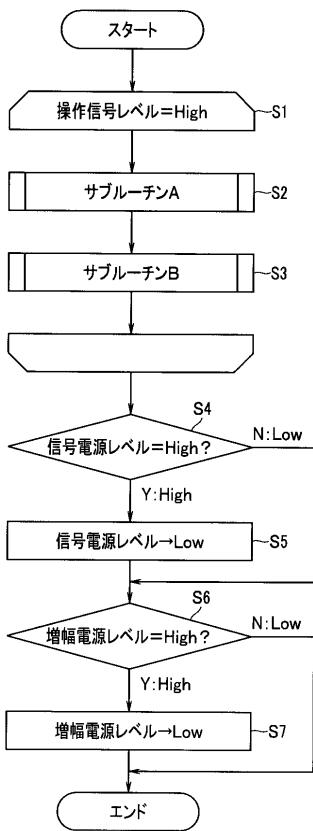 スタート
操作信号レベル＝High
S1
サブルーチンA
S2
サブルーチンB
S3
S4
信号電源レベル＝High？
N:Low
Y:High
信号電源レベル→Low
S5
S6
増幅電源レベル＝High？
N:Low
Y:High
増幅電源レベル→Low
S7
エンド